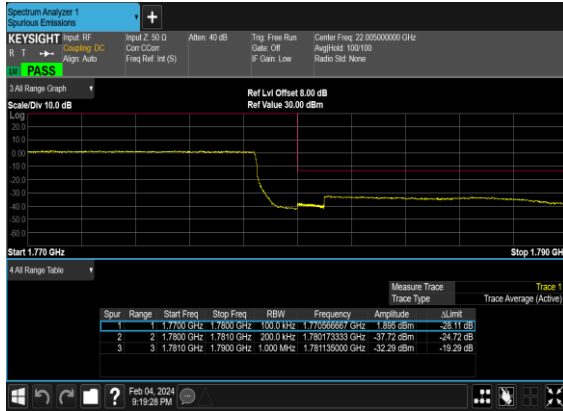 Spectrum Analyzer 1
Spurious Emissions
KEYSIGHT Input: RF Input Z: 50 Ω Atten: 40 dB Trig: Free Run Center Freq: 22.005000000 GHz
R T Coupling: DC Corr CCorr Gate: Off Avg|Hold: 100/100
Align: Auto Freq Ref: Int (S) IF Gain: Low Radio Std: None
PASS
3 All Range Graph Ref Lvl Offset 8.00 dB
Scale/Div 10.0 dB Ref Value 30.00 dBm
Log
20.0
10.0
0.00
-10.0
-20.0
-30.0
-40.0
-50.0
-60.0
Start 1.770 GHz Stop 1.790 GH
4 All Range Table
Measure Trace Trace 1
Trace Type Trace Average (Active)
Spur Range Start Freq Stop Freq RBW Frequency Amplitude ΔLimit
1 1 1.7700 GHz 1.7800 GHz 100.0 kHz 1.770566667 GHz 1.895 dBm -28.11 dB
2 2 1.7800 GHz 1.7810 GHz 200.0 kHz 1.780173333 GHz -37.72 dBm -24.72 dB
3 3 1.7810 GHz 1.7900 GHz 1.000 MHz 1.781135000 GHz -32.29 dBm -19.29 dB
? Feb 04, 2024
9:19:28 PM